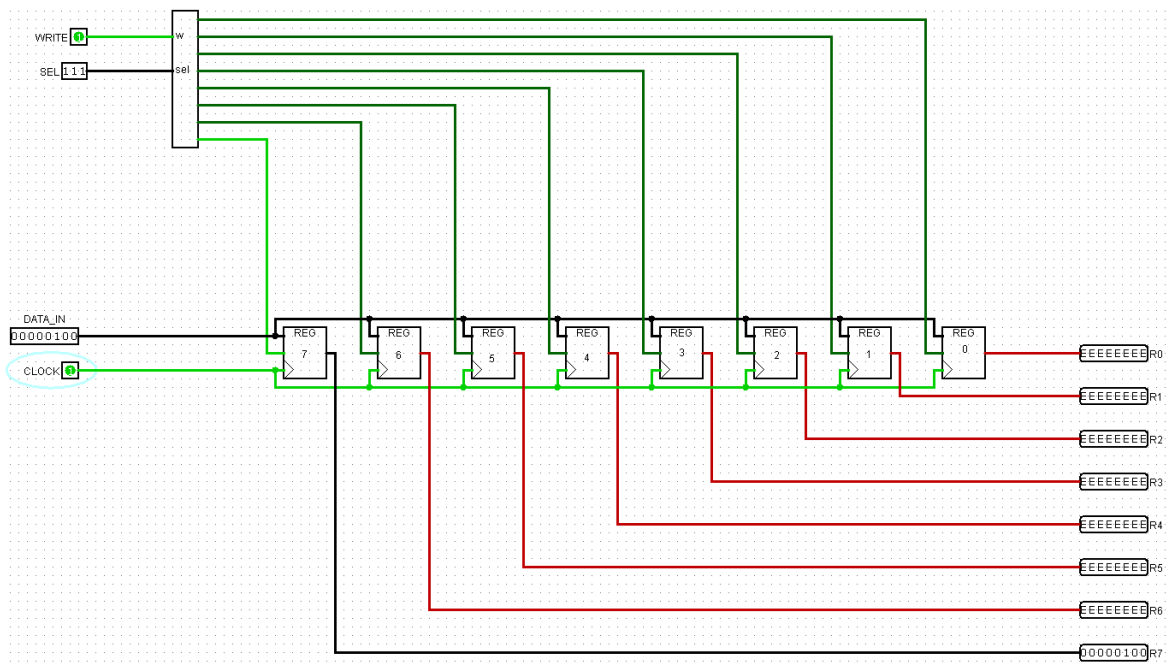 WRITE 1
w
SEL 111
sel
DATA_IN
00000100
CLOCK 1
REG
7
REG
6
REG
5
REG
4
REG
3
REG
2
REG
1
REG
0
EEEEEEEE R0
EEEEEEEE R1
EEEEEEEE R2
EEEEEEEE R3
EEEEEEEE R4
EEEEEEEE R5
EEEEEEEE R6
00000100 R7